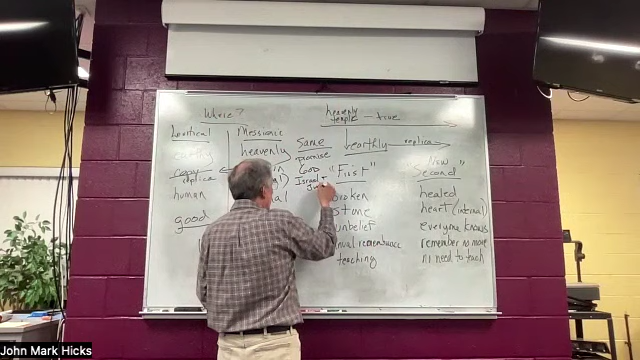 Where?
heavenly
temple — true
Levitical
Messianic
earthly
heavenly
copy
replica
human
good
Same
promise
God
Israel
earthly
replica
"First"
broken
stone
unbelief
annual remembrance
teaching
New
Second"
healed
heart (internal)
everyone knows
remember no more
no need to teach
John Mark Hicks